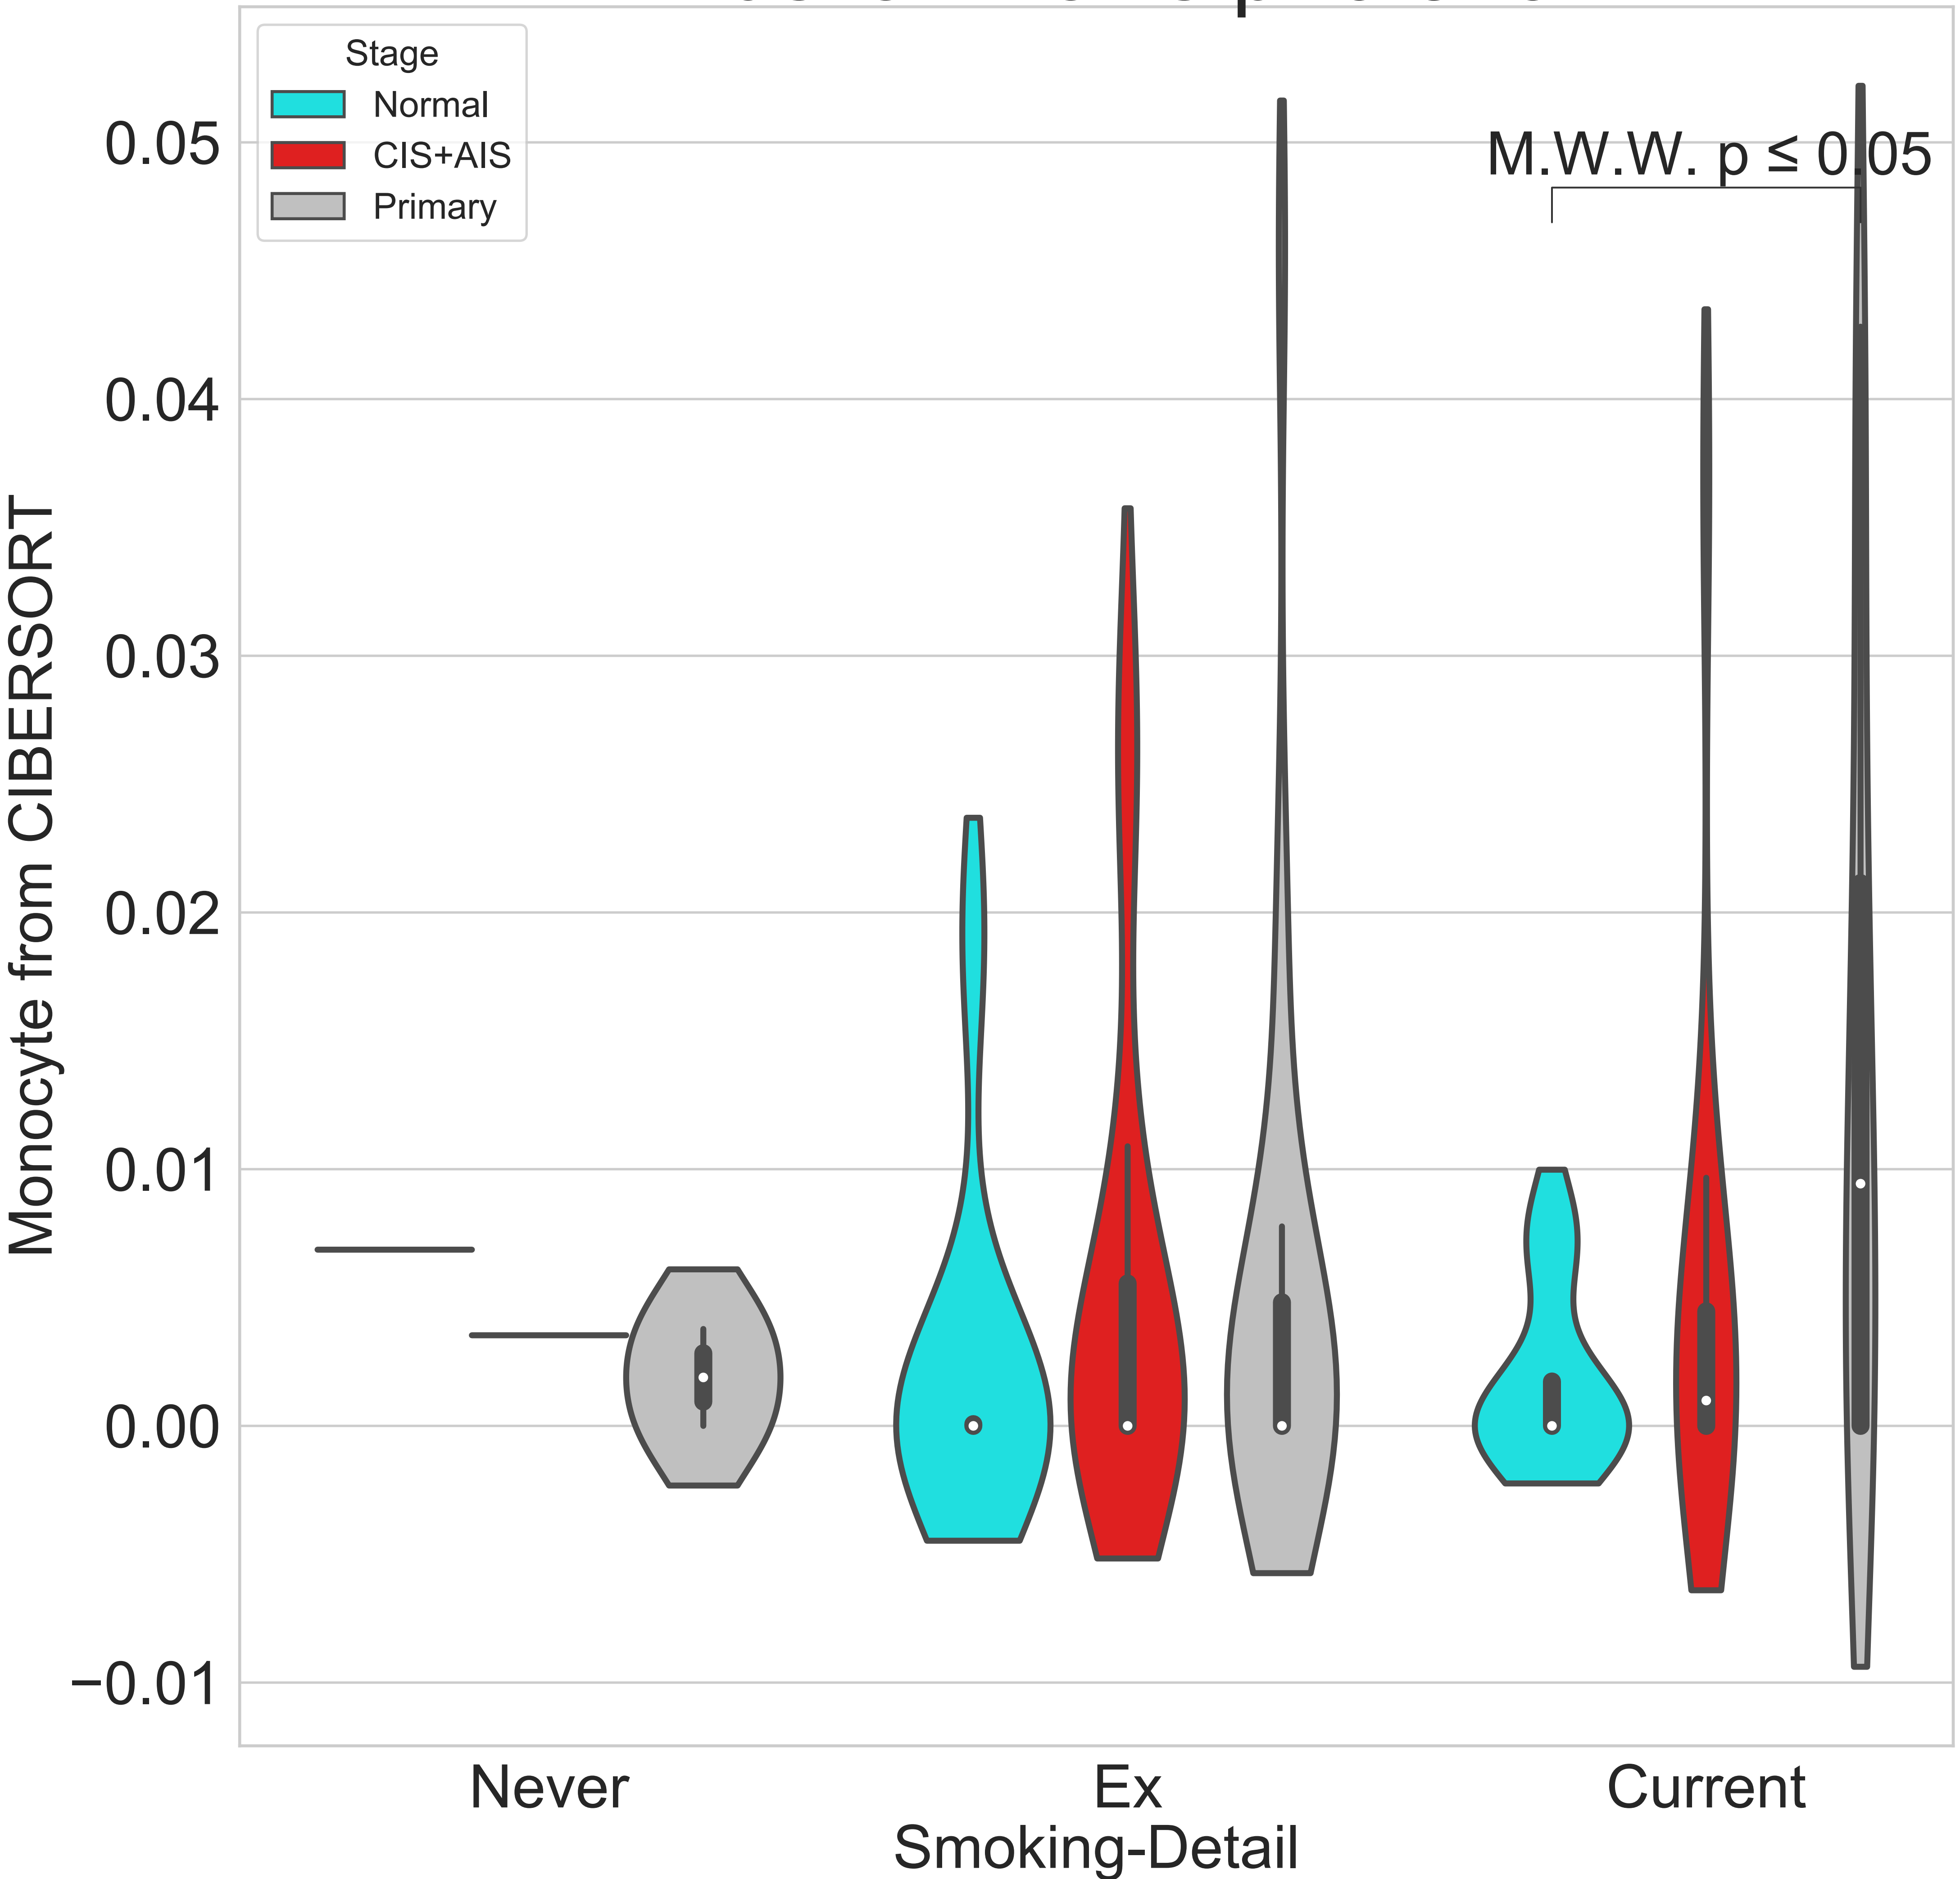 Stage
Normal
CIS+AIS
Primary
M.W.W. p ≤ 0.05
0.05
0.04
0.03
0.02
0.01
0.00
−0.01
Monocyte from CIBERSORT
Never
Ex
Current
Smoking-Detail